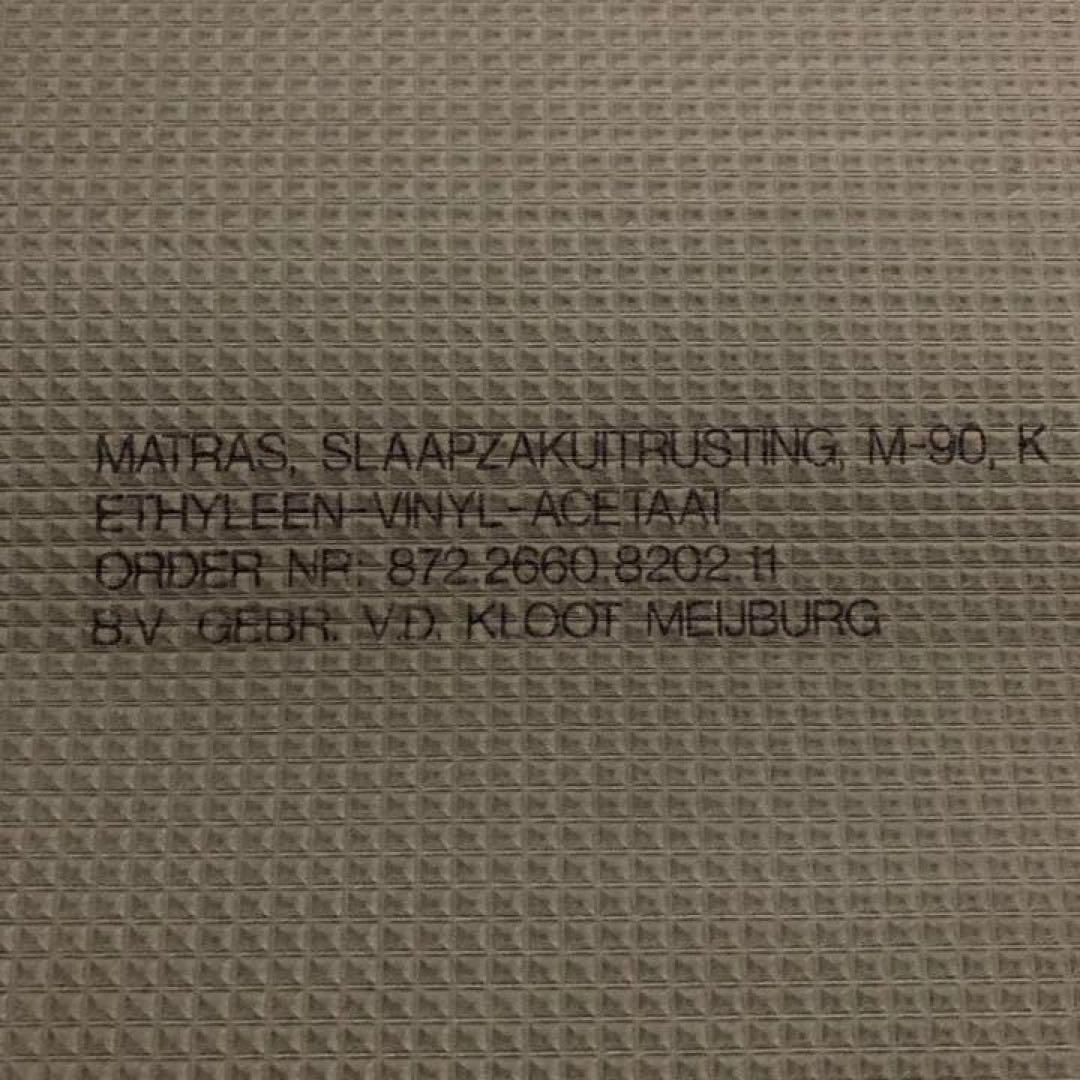 MATRAS, SLAAPZAKUITRUSTING, M-90, K
ETHYLEEN-VINYL-ACETAAT
ORDER NR: 872.2660.8202.11
B.V. GEBR. V.D. KLOOT MEIJBURG